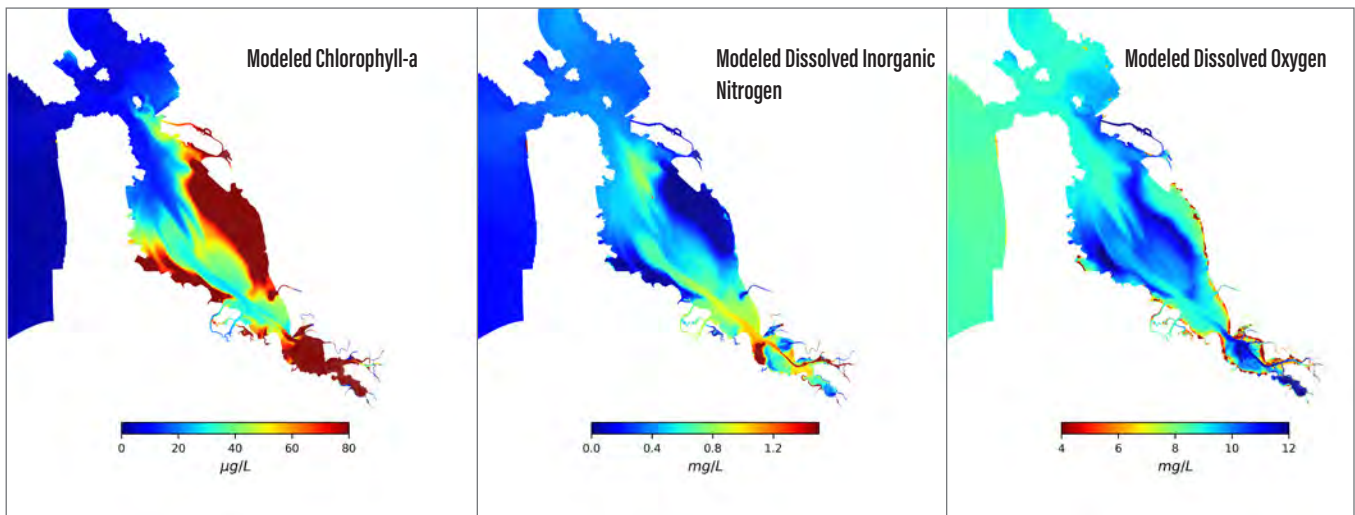 Modeled Chlorophyll-a
0 20 40 60 80
μg/L
Modeled Dissolved Inorganic
Nitrogen
0.0 0.4 0.8 1.2
mg/L
Modeled Dissolved Oxygen
4 6 8 10 12
mg/L